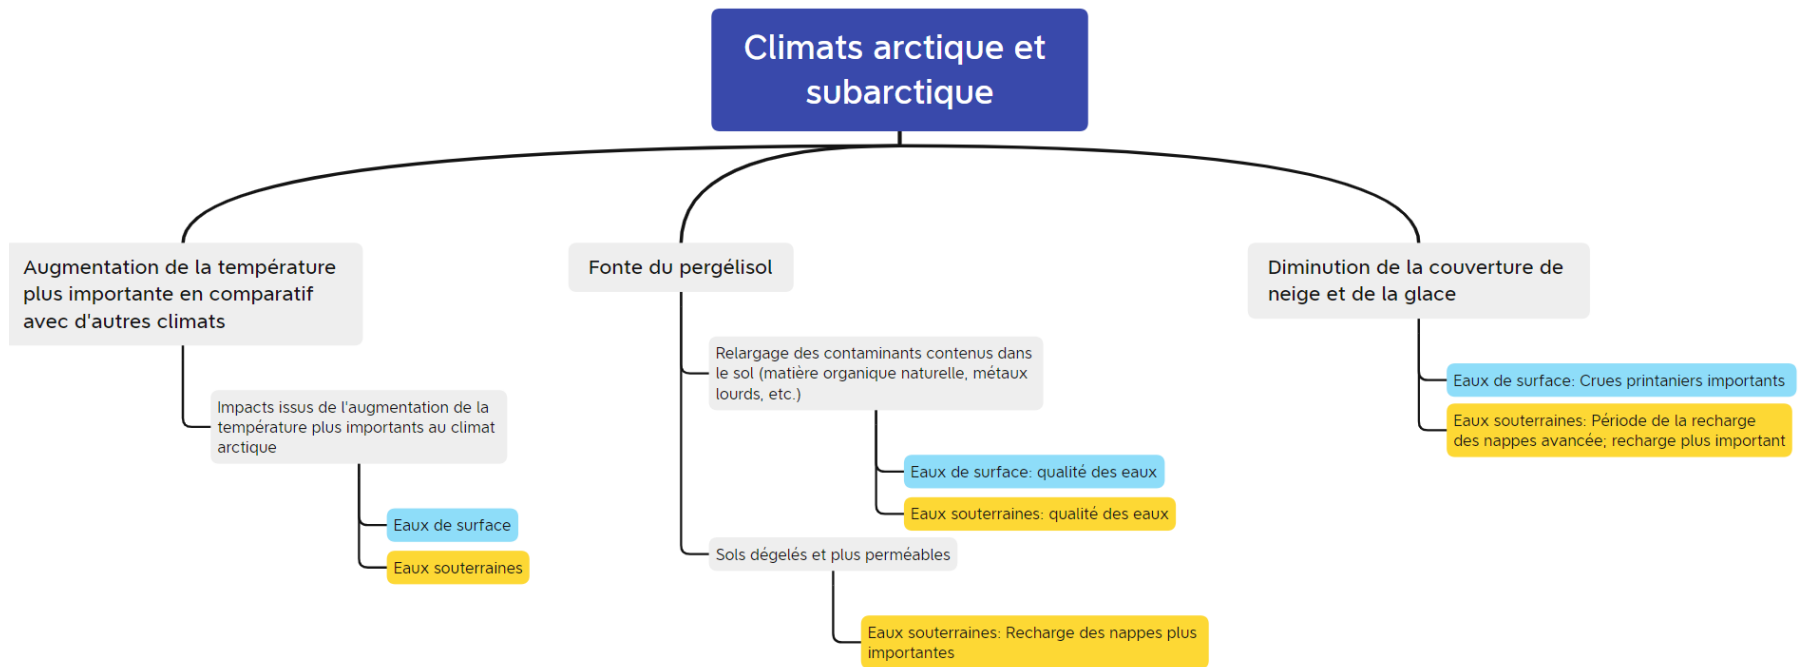 Climats arctique et
subarctique
Augmentation de la température
plus importante en comparatif
avec d'autres climats
Impacts issus de l'augmentation de la
température plus importants au climat
arctique
Eaux de surface
Eaux souterraines
Fonte du pergélisol
Relargage des contaminants contenus dans
le sol (matière organique naturelle, métaux
lourds, etc.)
Eaux de surface: qualité des eaux
Eaux souterraines: qualité des eaux
Sols dégelés et plus perméables
Eaux souterraines: Recharge des nappes plus
importantes
Diminution de la couverture de
neige et de la glace
Eaux de surface: Crues printaniers importants
Eaux souterraines: Période de la recharge
des nappes avancée; recharge plus important